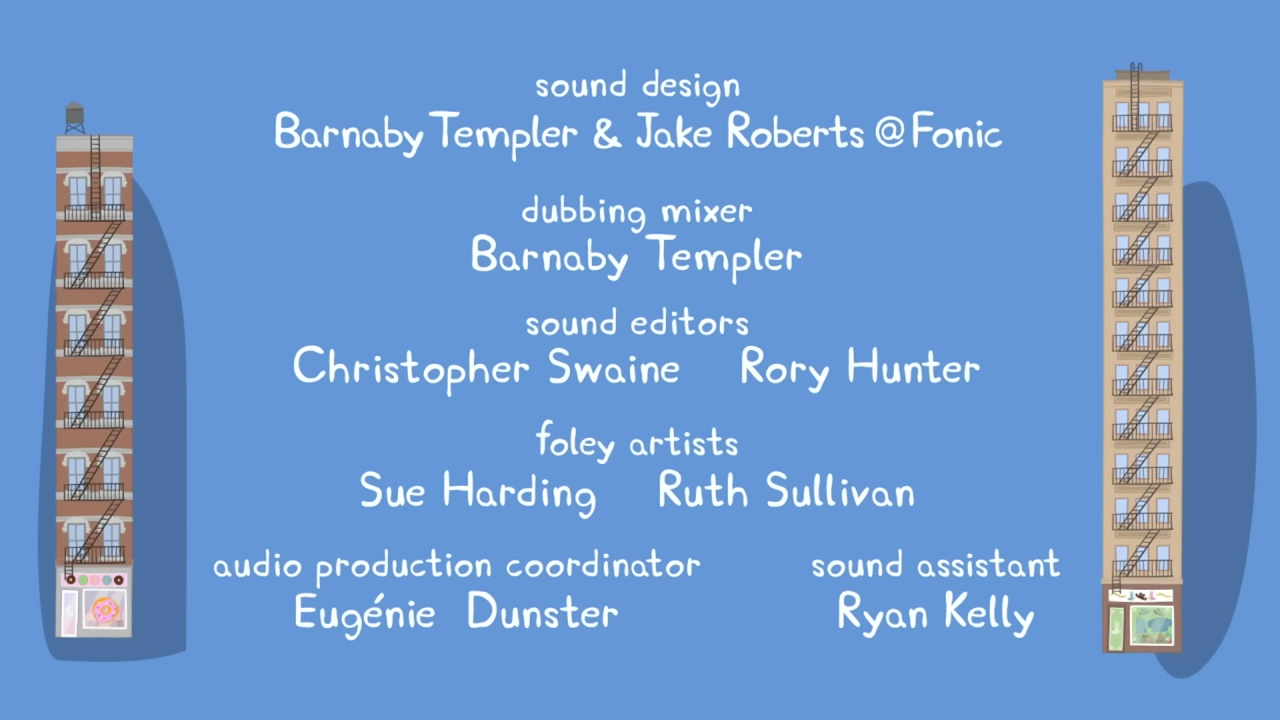 sound design
Barnaby Templer & Jake Roberts @ Fonic
dubbing mixer
Barnaby Templer
sound editors
Christopher Swaine Rory Hunter
foley artists
Sue Harding Ruth Sullivan
audio production coordinator sound assistant
Eugénie Dunster Ryan Kelly